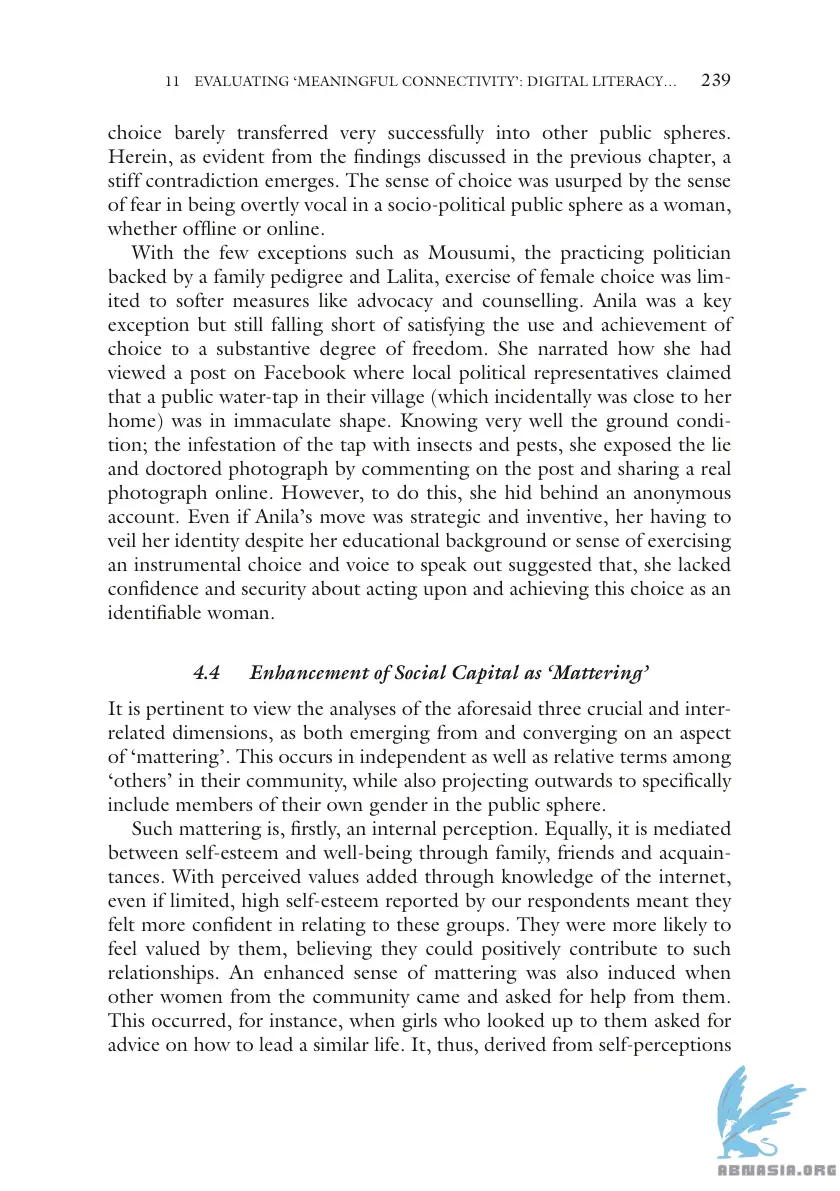 11 EVALUATING ‘MEANINGFUL CONNECTIVITY’: DIGITAL LITERACY… 239
choice barely transferred very successfully into other public spheres.
Herein, as evident from the findings discussed in the previous chapter, a
stiff contradiction emerges. The sense of choice was usurped by the sense
of fear in being overtly vocal in a socio-political public sphere as a woman,
whether offline or online.
With the few exceptions such as Mousumi, the practicing politician
backed by a family pedigree and Lalita, exercise of female choice was lim-
ited to softer measures like advocacy and counselling. Anila was a key
exception but still falling short of satisfying the use and achievement of
choice to a substantive degree of freedom. She narrated how she had
viewed a post on Facebook where local political representatives claimed
that a public water-tap in their village (which incidentally was close to her
home) was in immaculate shape. Knowing very well the ground condi-
tion; the infestation of the tap with insects and pests, she exposed the lie
and doctored photograph by commenting on the post and sharing a real
photograph online. However, to do this, she hid behind an anonymous
account. Even if Anila’s move was strategic and inventive, her having to
veil her identity despite her educational background or sense of exercising
an instrumental choice and voice to speak out suggested that, she lacked
confidence and security about acting upon and achieving this choice as an
identifiable woman.
4.4 Enhancement of Social Capital as ‘Mattering’
It is pertinent to view the analyses of the aforesaid three crucial and inter-
related dimensions, as both emerging from and converging on an aspect
of ‘mattering’. This occurs in independent as well as relative terms among
‘others’ in their community, while also projecting outwards to specifically
include members of their own gender in the public sphere.
Such mattering is, firstly, an internal perception. Equally, it is mediated
between self-esteem and well-being through family, friends and acquain-
tances. With perceived values added through knowledge of the internet,
even if limited, high self-esteem reported by our respondents meant they
felt more confident in relating to these groups. They were more likely to
feel valued by them, believing they could positively contribute to such
relationships. An enhanced sense of mattering was also induced when
other women from the community came and asked for help from them.
This occurred, for instance, when girls who looked up to them asked for
advice on how to lead a similar life. It, thus, derived from self-perceptions
ABNASIA.ORG